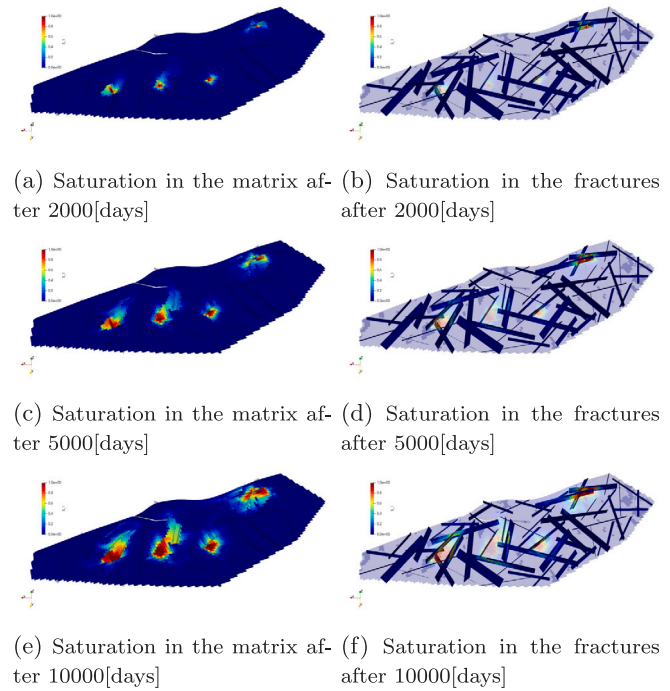 (a) Saturation in the matrix af-
ter 2000[days]
(b) Saturation in the fractures
after 2000[days]
(c) Saturation in the matrix af-
ter 5000[days]
(d) Saturation in the fractures
after 5000[days]
(e) Saturation in the matrix af-
ter 10000[days]
(f) Saturation in the fractures
after 10000[days]